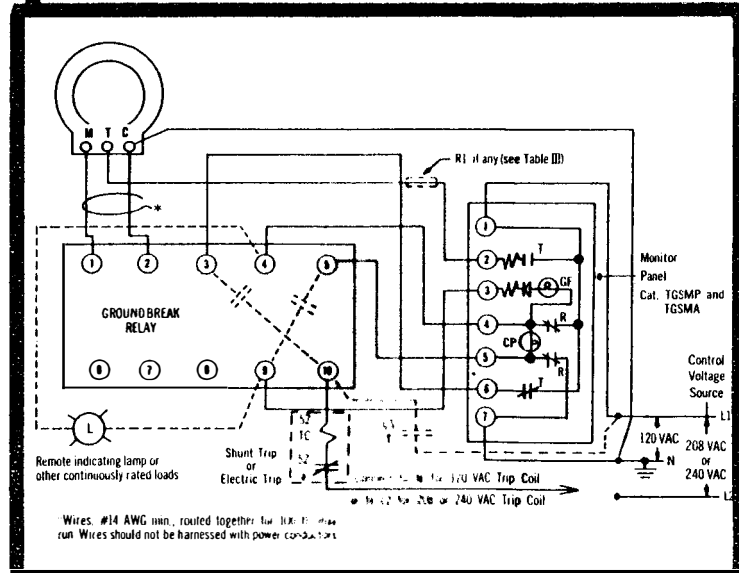 M T C
R1 if any (see Table III)
*
1 2 3 4 5
GROUND BREAK
RELAY
6 7 8 9 10
1
2 T
3 GF
4 R
CP
5 R
6 T
7
Monitor
Panel
Cat. TGSMP and
TGSMA
Control
Voltage
Source
L1
120 VAC
N
208 VAC
or
240 VAC
L2
L
Remote indicating lamp or
other continuously rated loads
52
TC
52
Shunt Trip
or
Electric Trip
for 120 VAC Trip Coil
208 or 240 VAC Trip Coil
*Wires, #14 AWG min., routed together for
run. Wires should not be harnessed with power conductors